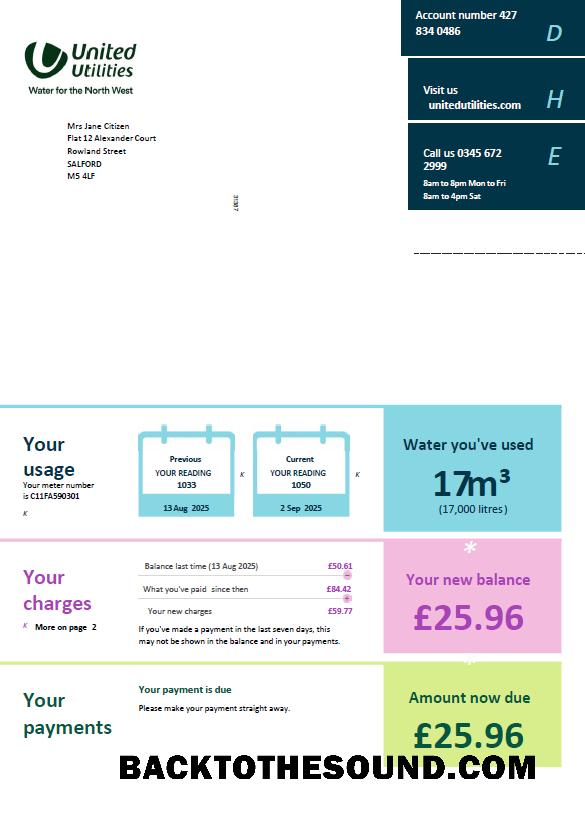 United
Utilities
Water for the North West
Account number 427
834 0486
D
Visit us
unitedutilities.com
H
Call us 0345 672
2999
E
8am to 8pm Mon to Fri
8am to 4pm Sat
Mrs Jane Citizen
Flat 12 Alexander Court
Rowland Street
SALFORD
M5 4LF
Your
usage
Your meter number
is C11FA590301
K
Previous
YOUR READING
1033
13 Aug 2025
K
Current
YOUR READING
1050
2 Sep 2025
K
Water you've used
17m³
(17,000 litres)
Your
charges
K More on page 2
Balance last time (13 Aug 2025) £50.61
−
What you've paid since then £84.42
+
Your new charges £59.77
If you've made a payment in the last seven days, this
may not be shown in the balance and in your payments.
*
Your new balance
£25.96
Your
payments
Your payment is due
Please make your payment straight away.
Amount now due
£25.96
BACKTOTHESOUND.COM